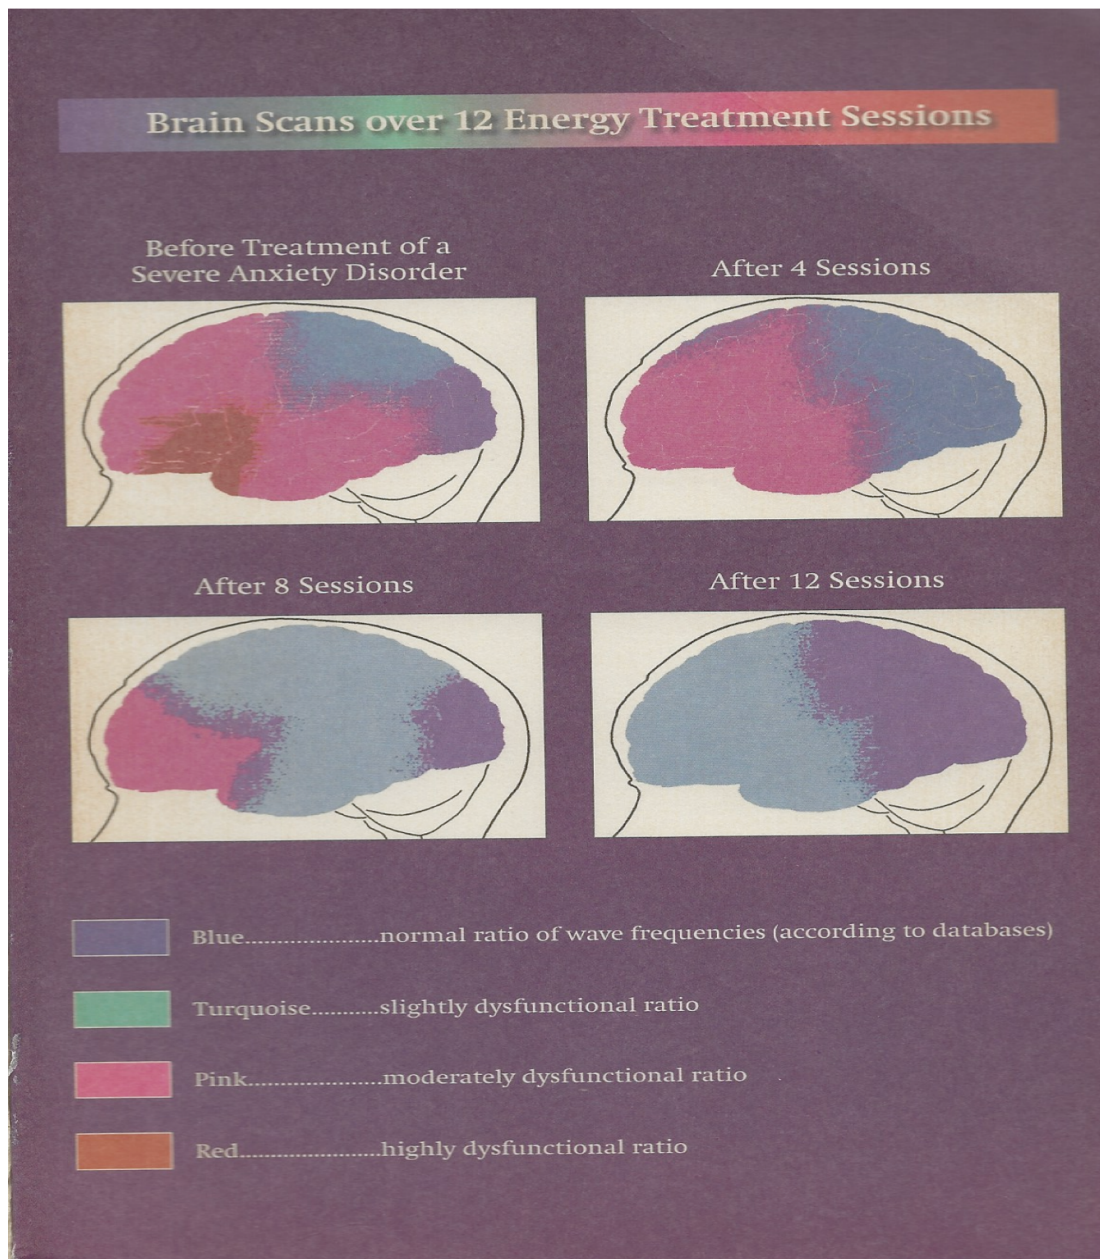 Brain Scans over 12 Energy Treatment Sessions
Before Treatment of a
Severe Anxiety Disorder
After 4 Sessions
After 8 Sessions
After 12 Sessions
Blue.....................normal ratio of wave frequencies (according to databases)
Turquoise...........slightly dysfunctional ratio
Pink.....................moderately dysfunctional ratio
Red......................highly dysfunctional ratio